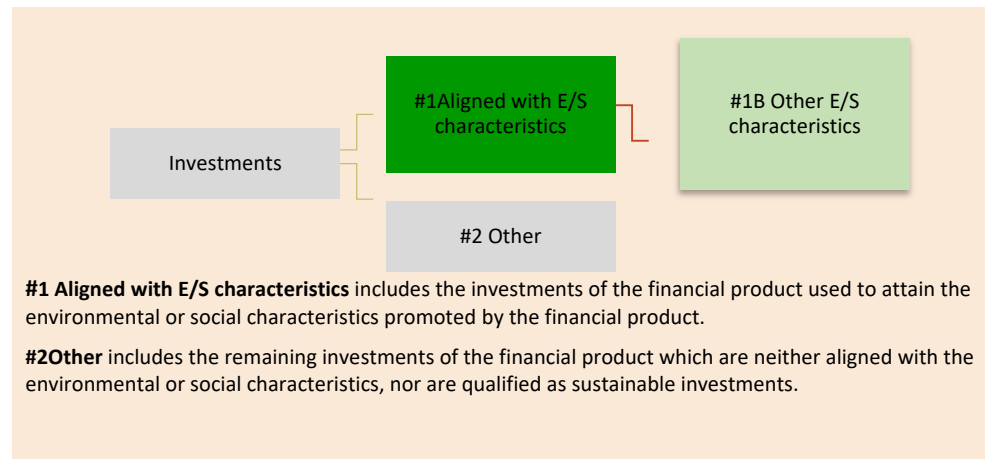 #1Aligned with E/S
characteristics
#1B Other E/S
characteristics
Investments
#2 Other
#1 Aligned with E/S characteristics includes the investments of the financial product used to attain the
environmental or social characteristics promoted by the financial product.
#2Other includes the remaining investments of the financial product which are neither aligned with the
environmental or social characteristics, nor are qualified as sustainable investments.